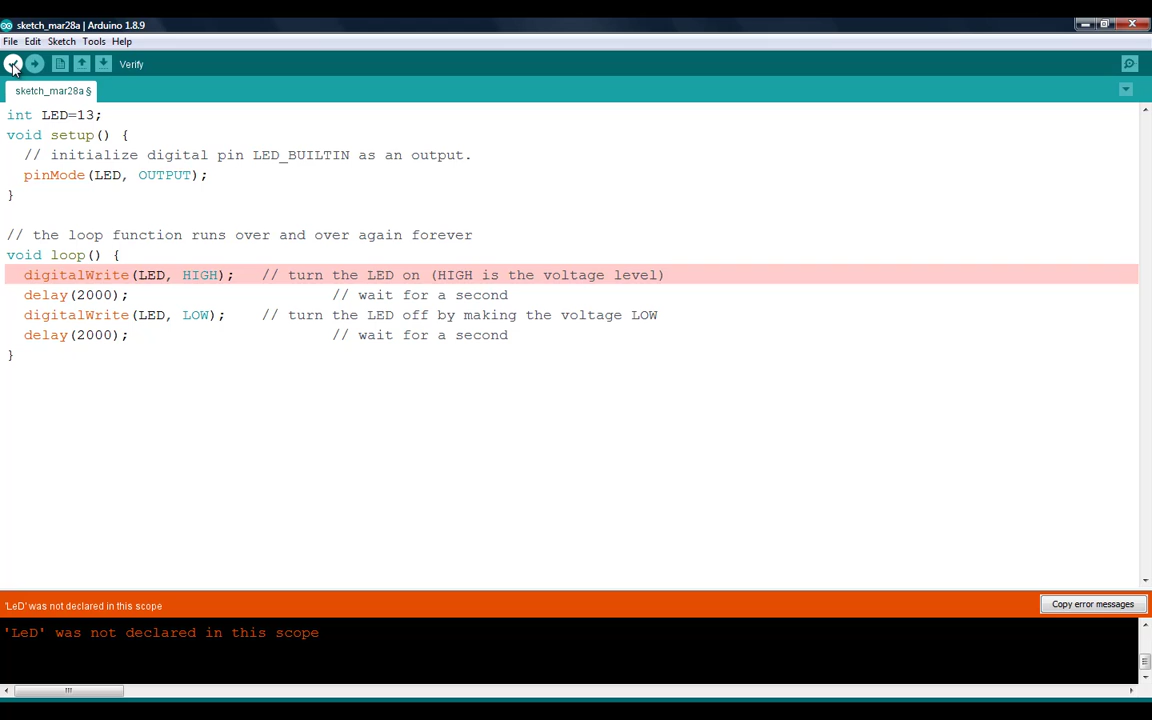 sketch_mar28a | Arduino 1.8.9
File Edit Sketch Tools Help
Verify
sketch_mar28a §
int LED=13;
void setup() {
  // initialize digital pin LED_BUILTIN as an output.
  pinMode(LED, OUTPUT);
}
// the loop function runs over and over again forever
void loop() {
  digitalWrite(LED, HIGH);   // turn the LED on (HIGH is the voltage level)
  delay(2000);                       // wait for a second
  digitalWrite(LED, LOW);    // turn the LED off by making the voltage LOW
  delay(2000);                       // wait for a second
}
'LeD' was not declared in this scope
Copy error messages
'LeD' was not declared in this scope